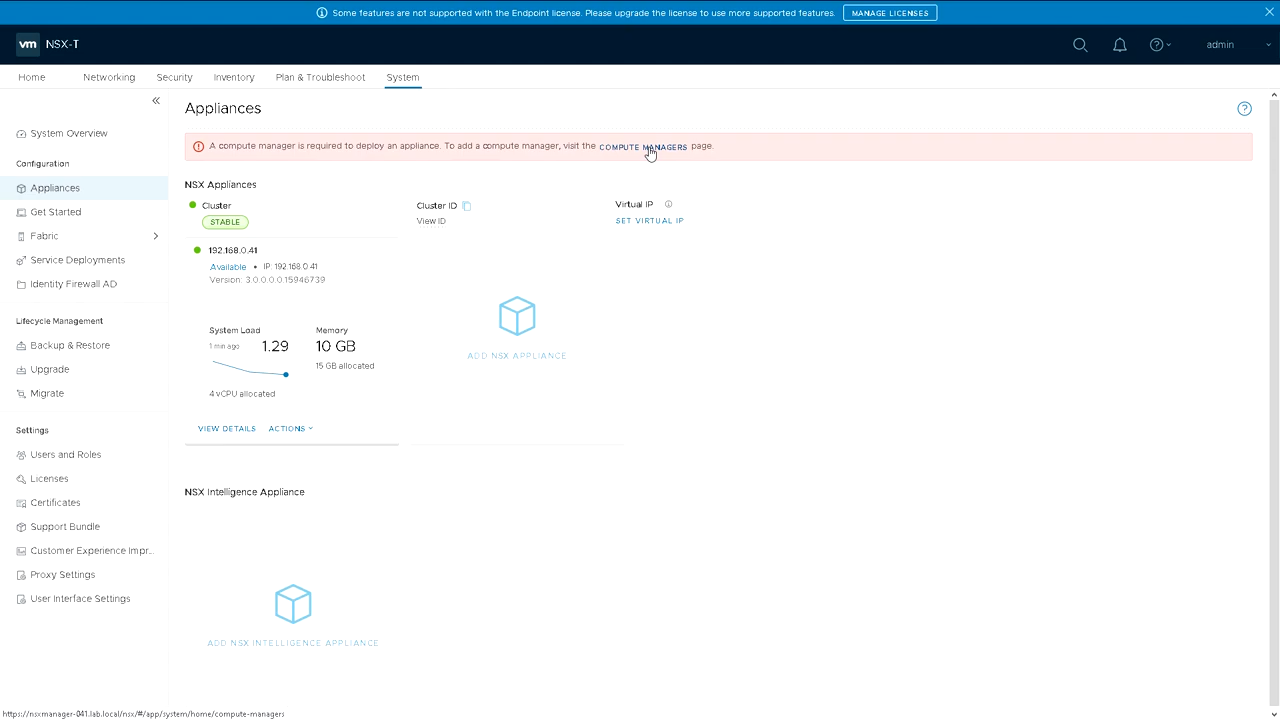 Some features are not supported with the Endpoint license. Please upgrade the license to use more supported features. MANAGE LICENSES
vm NSX-T
admin
Home Networking Security Inventory Plan & Troubleshoot System
Appliances
System Overview
A compute manager is required to deploy an appliance. To add a compute manager, visit the COMPUTE MANAGERS page.
Configuration
Appliances
Get Started
Fabric
Service Deployments
Identity Firewall AD
Lifecycle Management
Backup & Restore
Upgrade
Migrate
Settings
Users and Roles
Licenses
Certificates
Support Bundle
Customer Experience Impr...
Proxy Settings
User Interface Settings
NSX Appliances
Cluster
STABLE
Cluster ID
View ID
Virtual IP
SET VIRTUAL IP
192.168.0.41
Available • IP: 192.168.0.41
Version: 3.0.0.0.0.15946739
System Load
1 min ago 1.29
Memory
10 GB
15 GB allocated
4 vCPU allocated
VIEW DETAILS ACTIONS
ADD NSX APPLIANCE
NSX Intelligence Appliance
ADD NSX INTELLIGENCE APPLIANCE
https://nsxmanager-041.lab.local/nsx/#/app/system/home/compute-managers